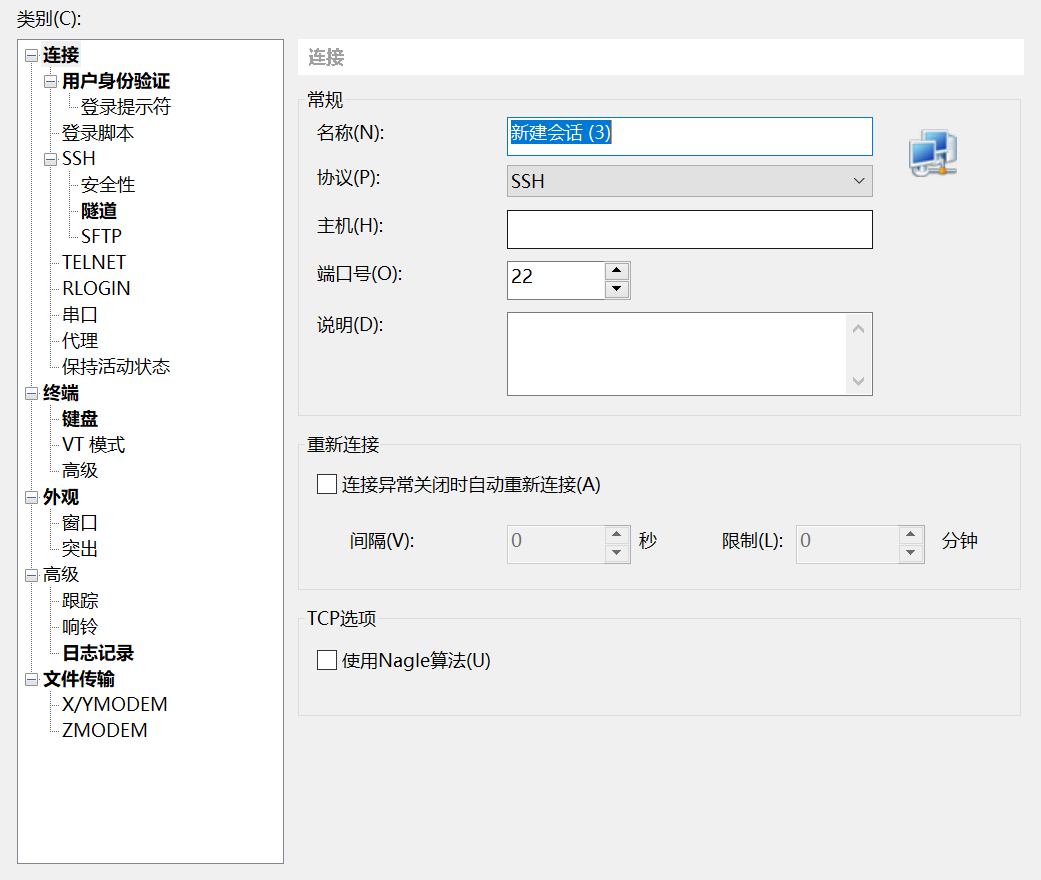 类别(C):
连接
用户身份验证
登录提示符
登录脚本
SSH
安全性
隧道
SFTP
TELNET
RLOGIN
串口
代理
保持活动状态
终端
键盘
VT 模式
高级
外观
窗口
突出
高级
跟踪
响铃
日志记录
文件传输
X/YMODEM
ZMODEM
连接
常规
名称(N): 新建会话 (3)
协议(P): SSH
主机(H):
端口号(O): 22
说明(D):
重新连接
连接异常关闭时自动重新连接(A)
间隔(V): 0 秒 限制(L): 0 分钟
TCP选项
使用Nagle算法(U)